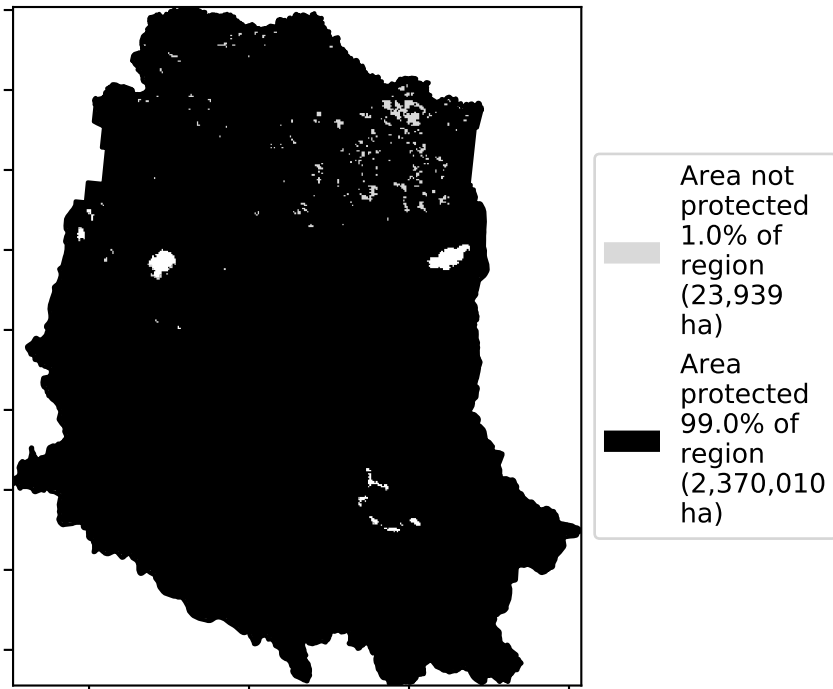 Area not
protected
1.0% of
region
(23,939
ha)
Area
protected
99.0% of
region
(2,370,010
ha)